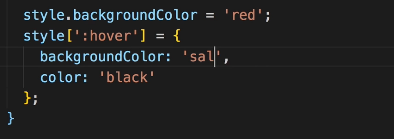 style.backgroundColor = 'red';
style[':hover'] = {
backgroundColor: 'sal',
color: 'black'
};
}